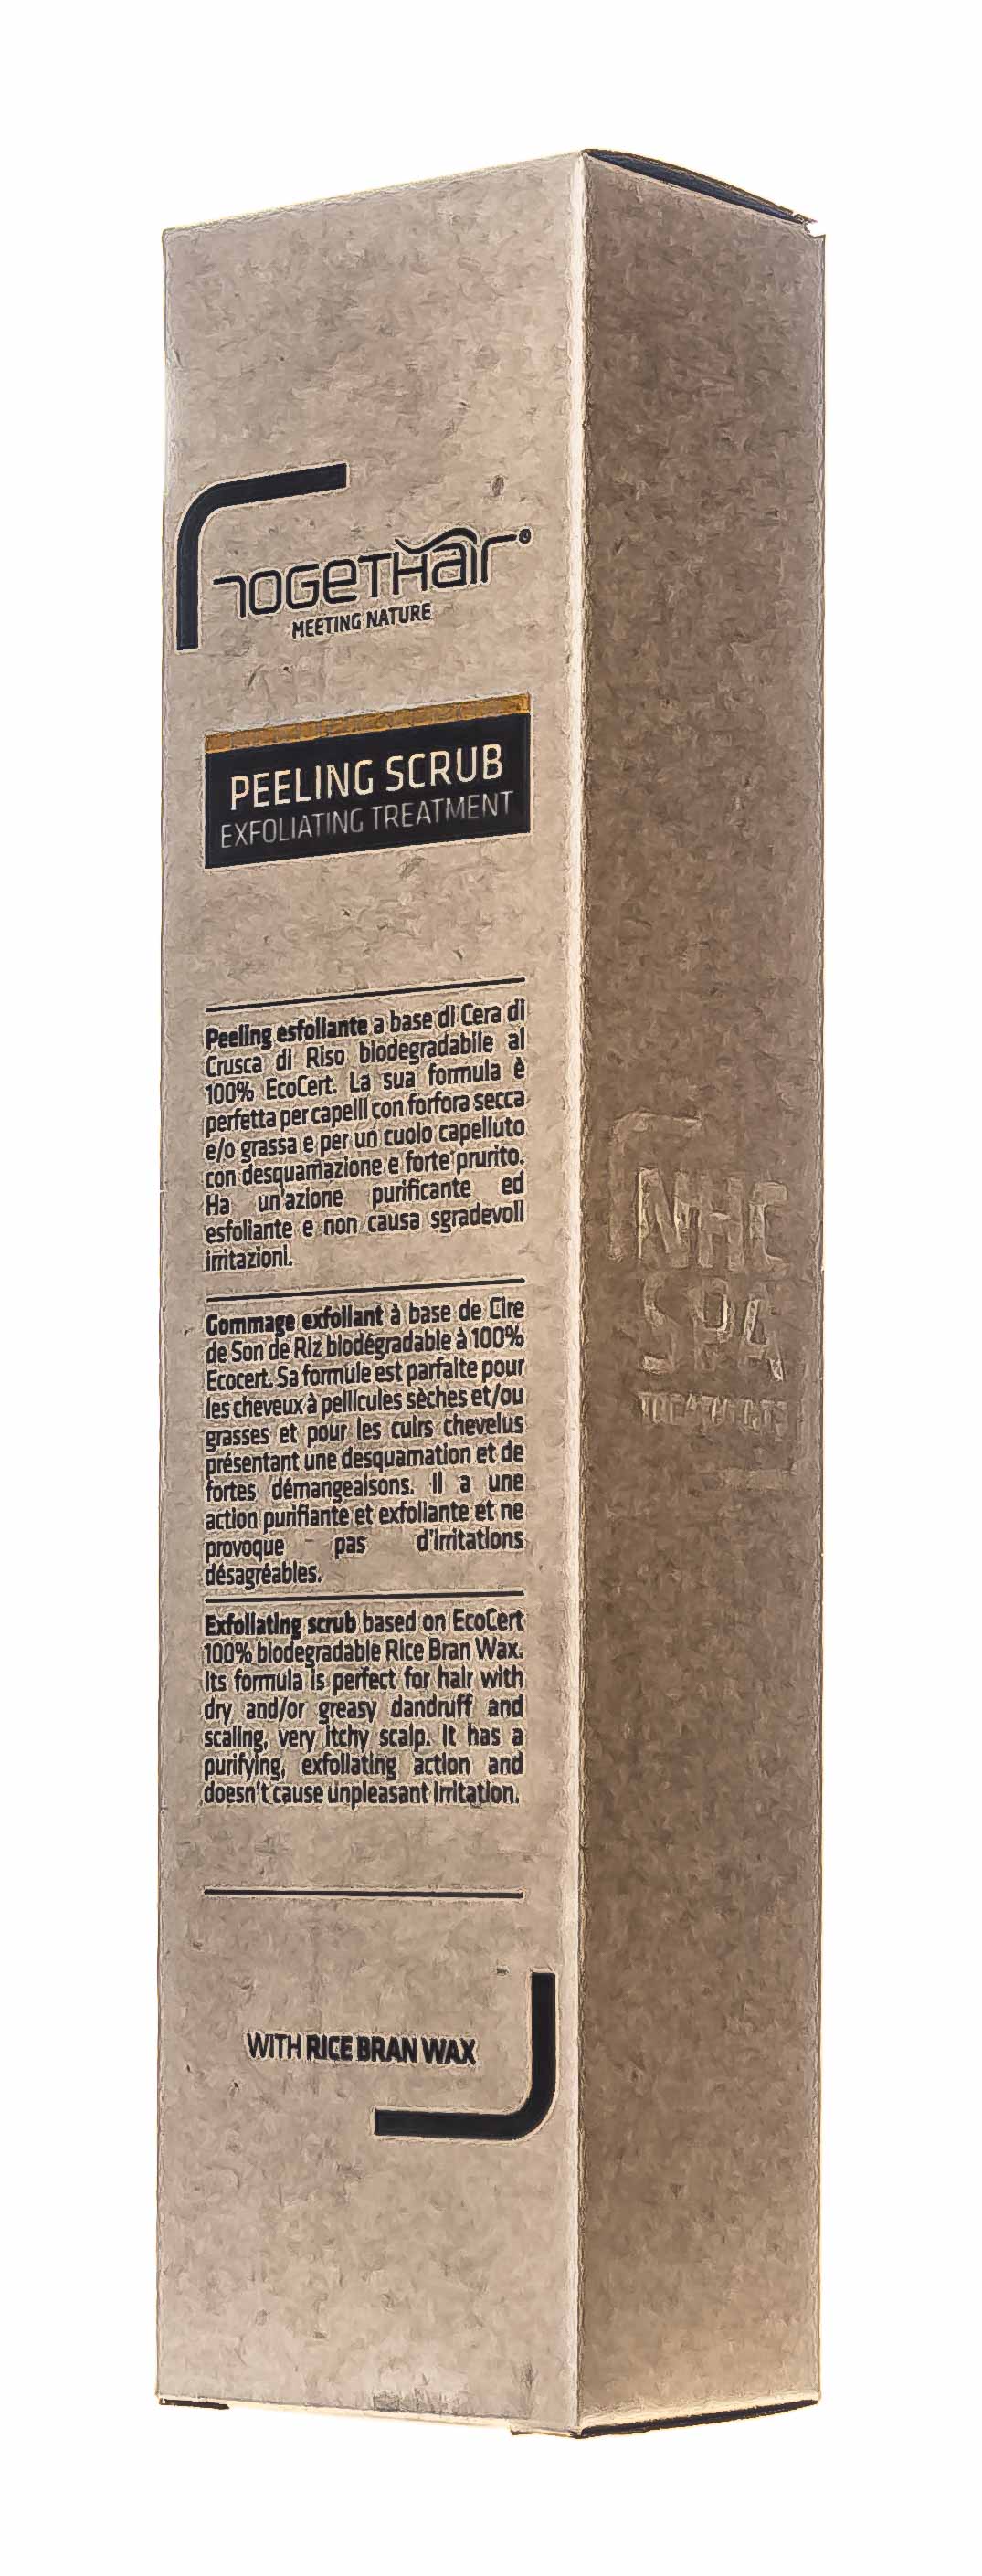 TOGETHair®
MEETING NATURE
PEELING SCRUB
EXFOLIATING TREATMENT
Peeling esfoliante a base di Cera di
Crusca di Riso biodegradabile al
100% EcoCert. La sua formula è
perfetta per capelli con forfora secca
e/o grassa e per un cuoio capelluto
con desquamazione e forte prurito.
Ha un'azione purificante ed
esfoliante e non causa sgradevoli
irritazioni.
Gommage exfoliant à base de Cire
de Son de Riz biodégradable à 100%
Ecocert. Sa formule est parfaite pour
les cheveux à pellicules sèches et/ou
grasses et pour les cuirs chevelus
présentant une desquamation et de
fortes démangeaisons. Il a une
action purifiante et exfoliante et ne
provoque pas d'irritations
désagréables.
Exfoliating scrub based on EcoCert
100% biodegradable Rice Bran Wax.
Its formula is perfect for hair with
dry and/or greasy dandruff and
scaling, very itchy scalp. It has a
purifying, exfoliating action and
doesn't cause unpleasant irritation.
WITH RICE BRAN WAX
NHC
SPA